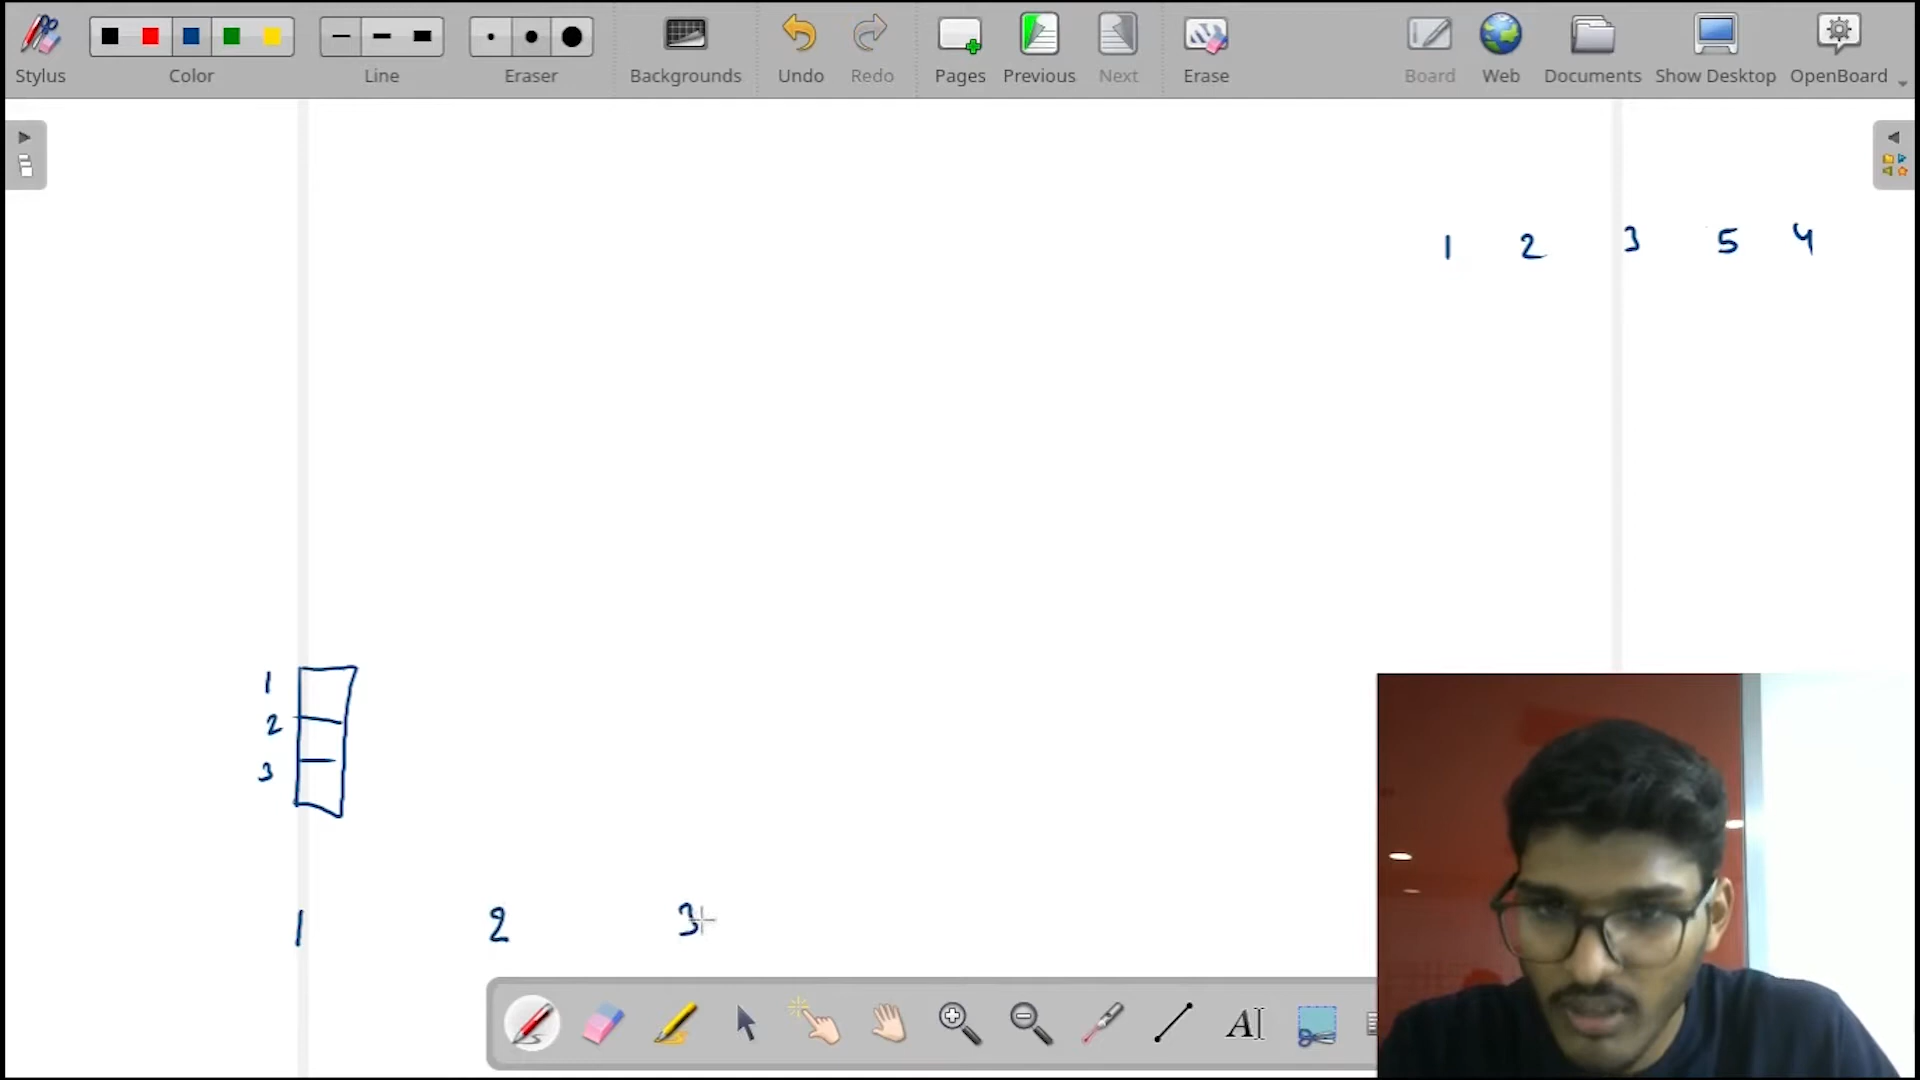 Stylus Color Line Eraser Backgrounds Undo Redo Pages Previous Next Erase Board Web Documents Show Desktop OpenBoard
1 2 3 5 4
1
2
3
1 2 3
A